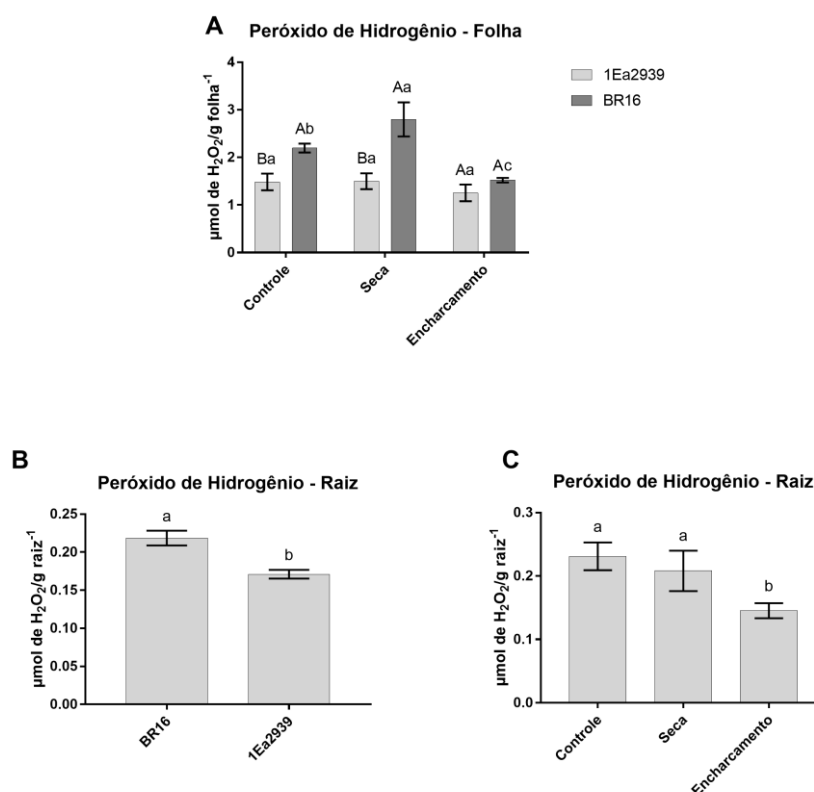 A
Peróxido de Hidrogênio - Folha
µmol de H₂O₂/g folha⁻¹
4
3
2
1
0
Ba
Ab
Ba
Aa
Aa
Ac
Controle
Seca
Encharcamento
1Ea2939
BR16
B
Peróxido de Hidrogênio - Raiz
µmol de H₂O₂/g raiz⁻¹
0.25
0.20
0.15
0.10
0.05
0.00
a
b
BR16
1Ea2939
C
Peróxido de Hidrogênio - Raiz
µmol de H₂O₂/g raiz⁻¹
0.3
0.2
0.1
0.0
a
a
b
Controle
Seca
Encharcamento